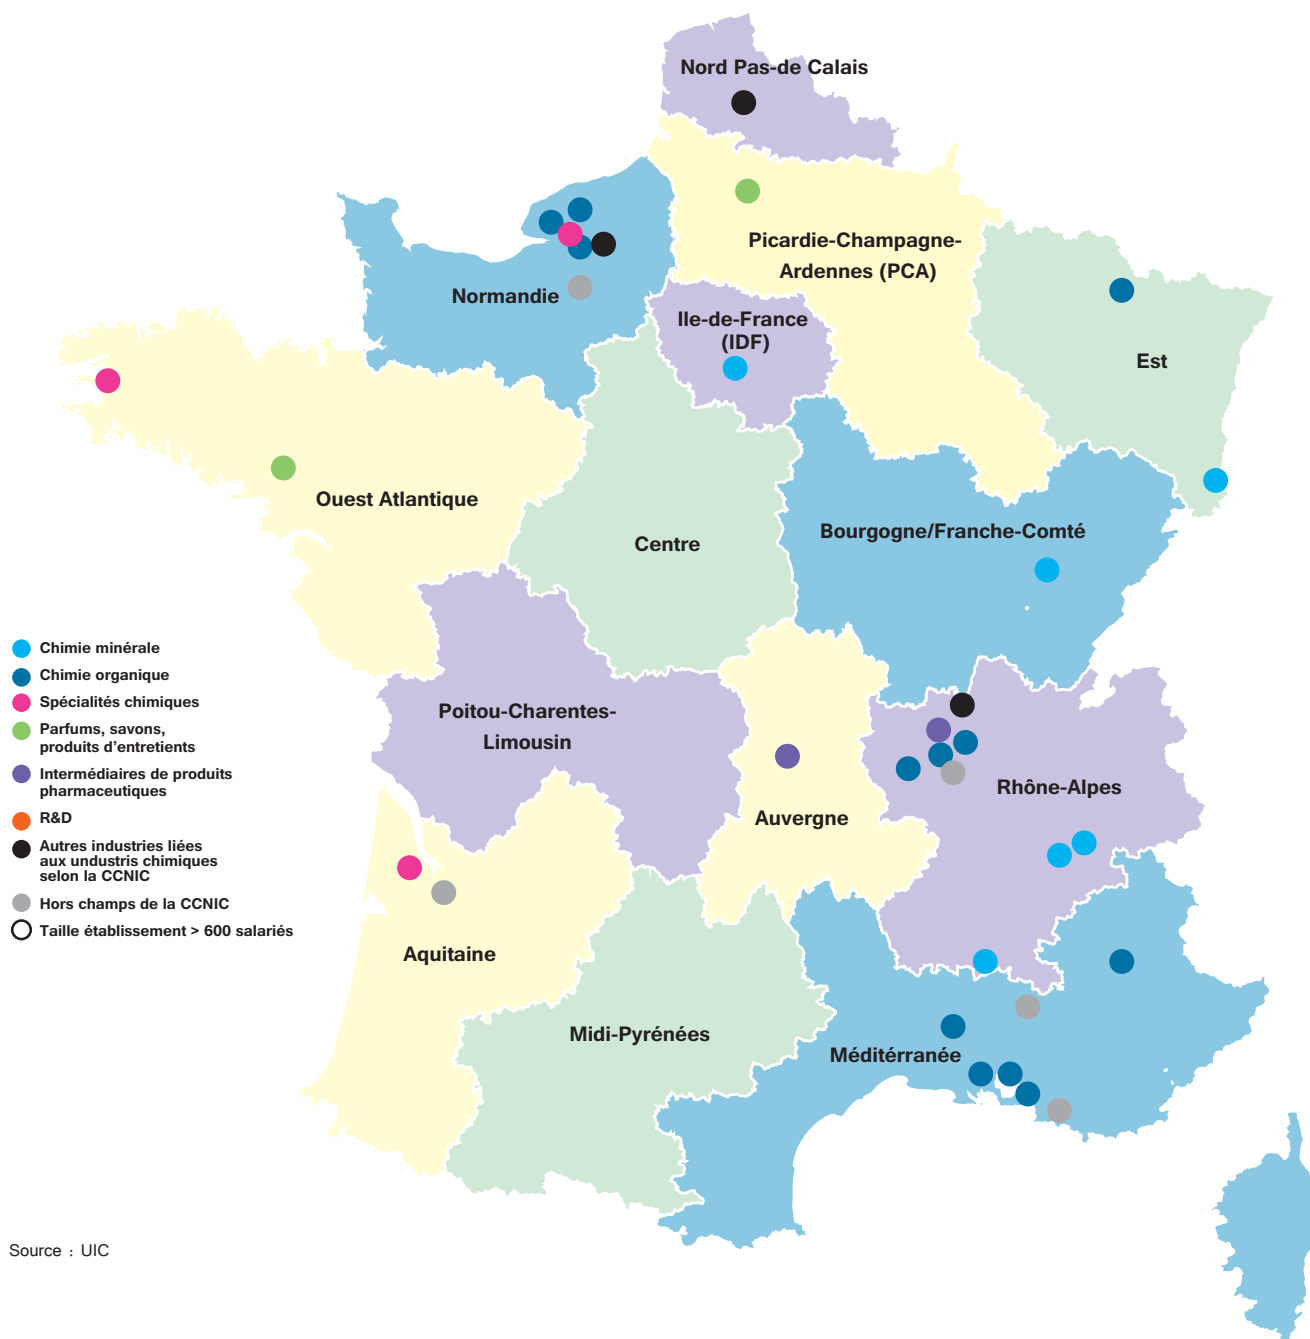 Nord Pas-de Calais
Picardie-Champagne-
Ardennes (PCA)
Normandie
Ile-de-France
(IDF)
Est
Ouest Atlantique
Centre
Bourgogne/Franche-Comté
Chimie minérale
Chimie organique
Spécialités chimiques
Parfums, savons,
produits d'entretients
Intermédiaires de produits
pharmaceutiques
R&D
Autres industries liées
aux undustris chimiques
selon la CCNIC
Hors champs de la CCNIC
Taille établissement > 600 salariés
Poitou-Charentes-
Limousin
Auvergne
Rhône-Alpes
Aquitaine
Midi-Pyrénées
Méditérranée
Source : UIC